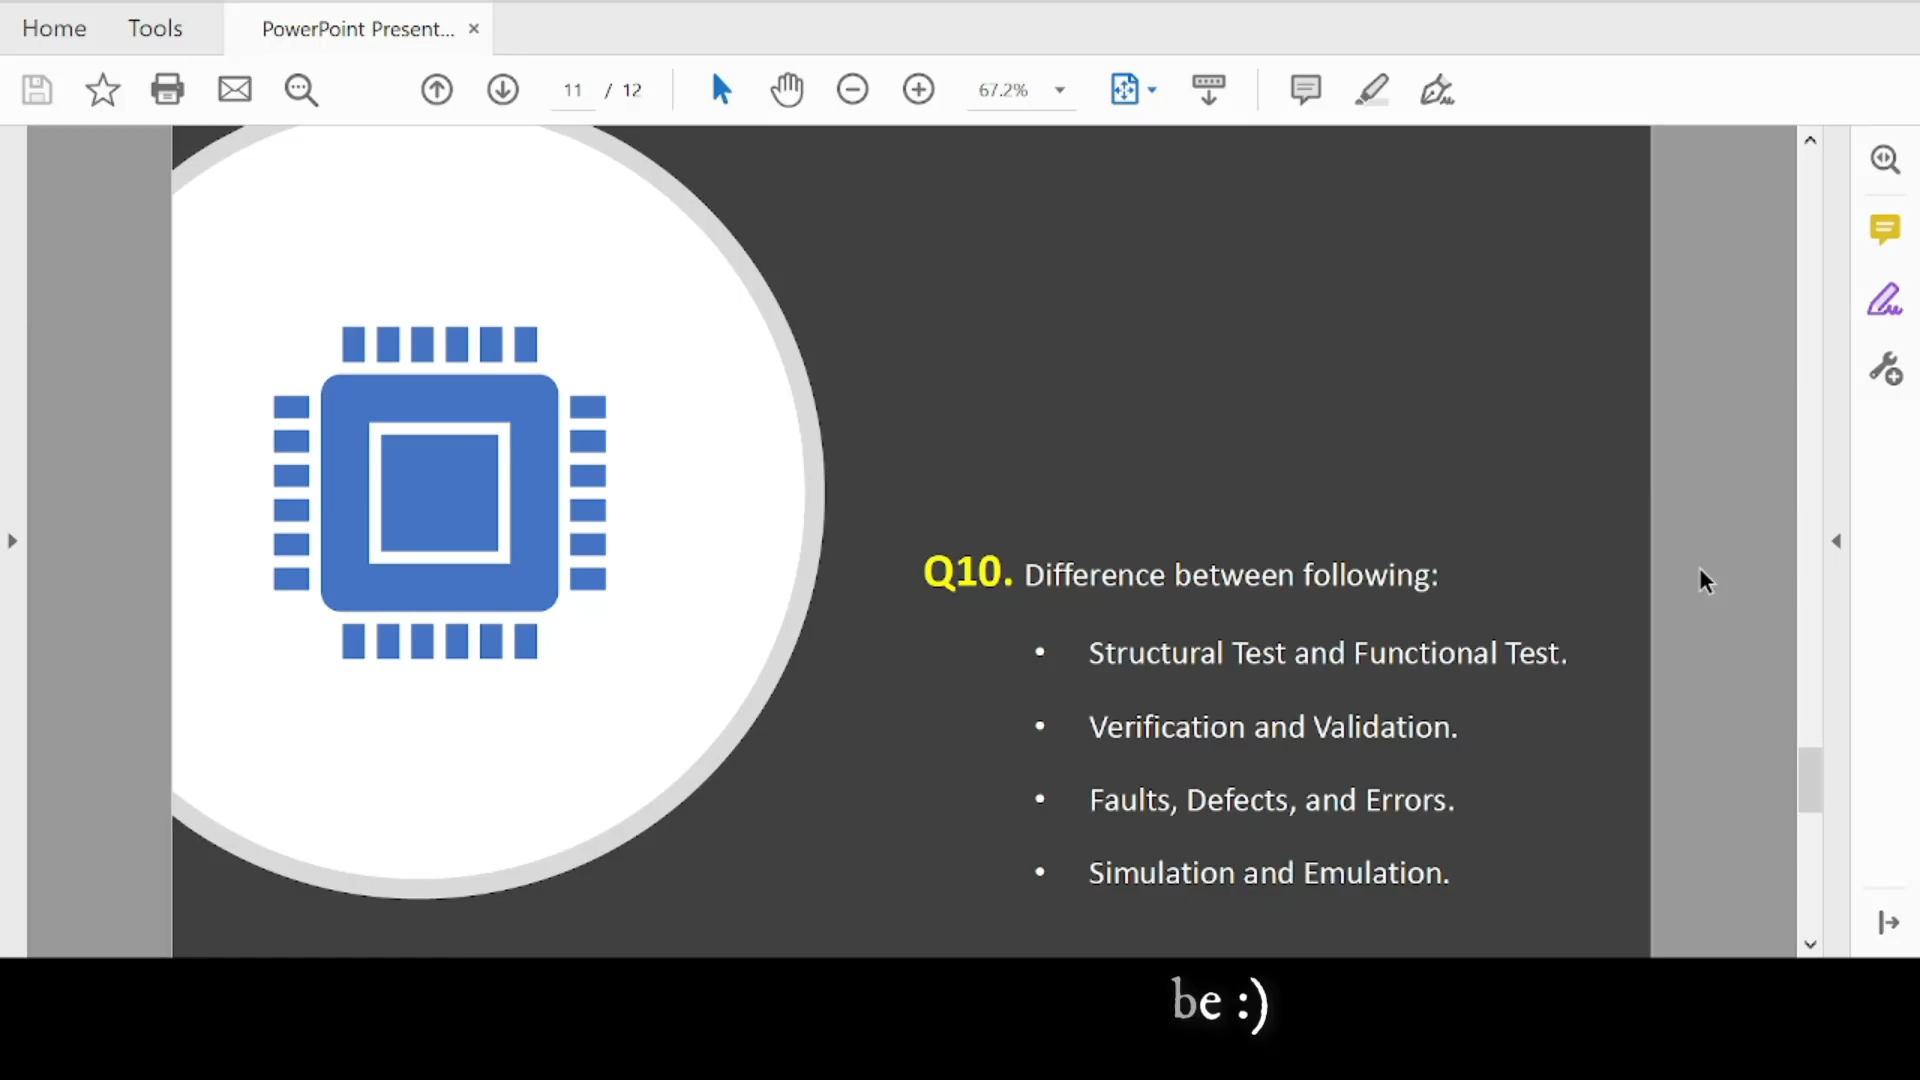 Home Tools PowerPoint Present... ×
11 / 12 67.2%
Q10. Difference between following:
• Structural Test and Functional Test.
• Verification and Validation.
• Faults, Defects, and Errors.
• Simulation and Emulation.
be :)